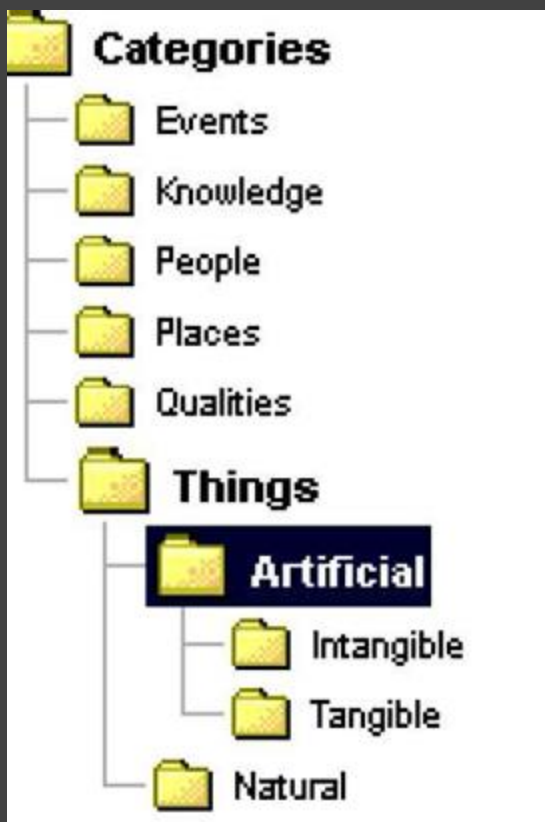 Categories
Events
Knowledge
People
Places
Qualities
Things
Artificial
Intangible
Tangible
Natural